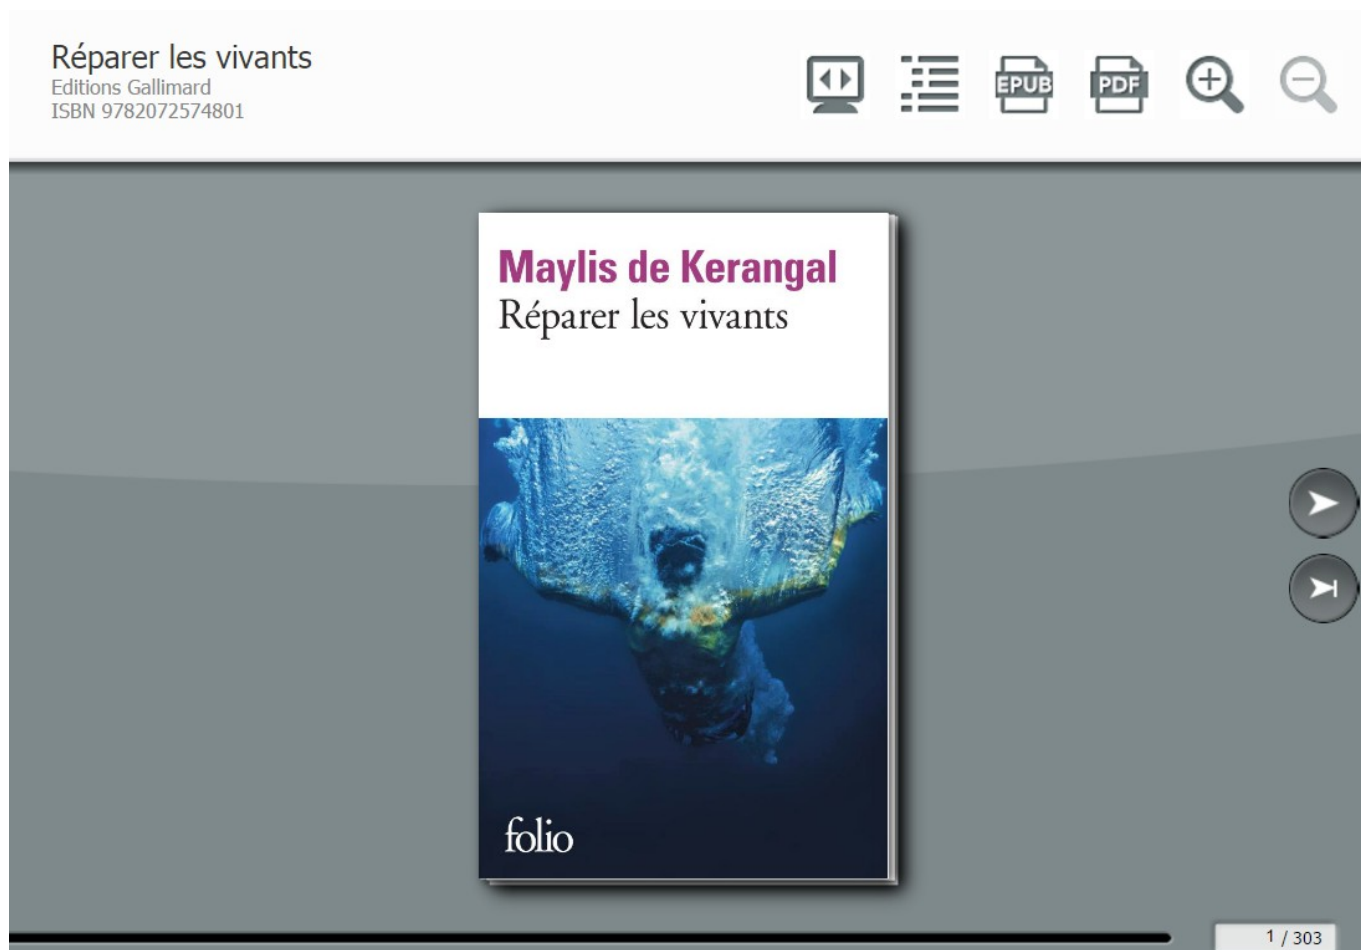 Réparer les vivants
Editions Gallimard
ISBN 9782072574801
EPUB
PDF
Maylis de Kerangal
Réparer les vivants
folio
1 / 303